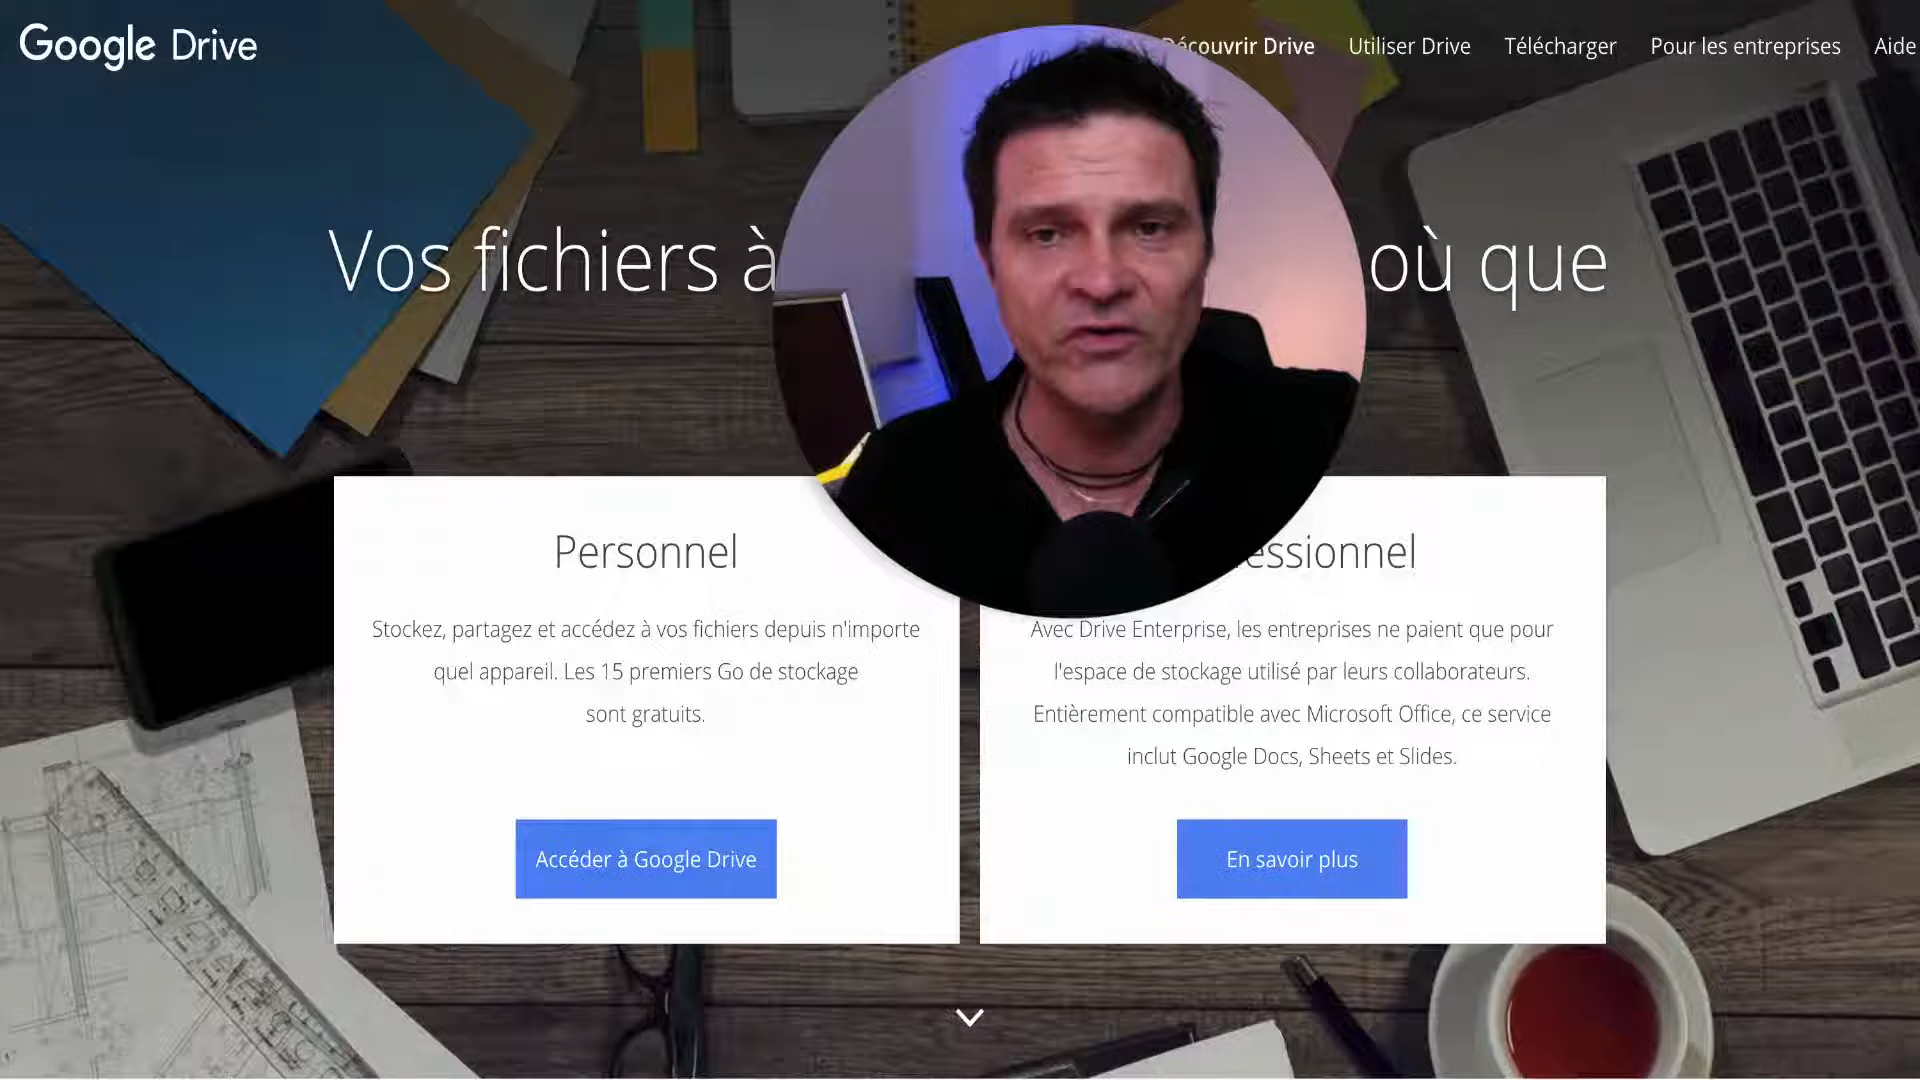 Google Drive
Découvrir Drive Utiliser Drive Télécharger Pour les entreprises Aide
Vos fichiers à où que
Personnel
Stockez, partagez et accédez à vos fichiers depuis n'importe
quel appareil. Les 15 premiers Go de stockage
sont gratuits.
Accéder à Google Drive
essionnel
Avec Drive Enterprise, les entreprises ne paient que pour
l'espace de stockage utilisé par leurs collaborateurs.
Entièrement compatible avec Microsoft Office, ce service
inclut Google Docs, Sheets et Slides.
En savoir plus